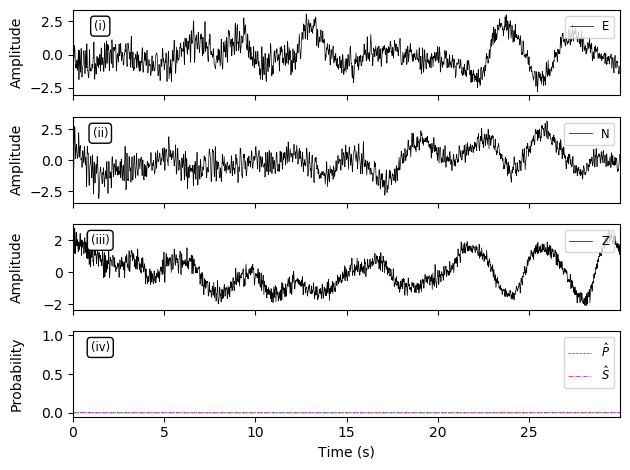 (i)
E
2.5
0.0
−2.5
Amplitude
(ii)
N
2.5
0.0
−2.5
Amplitude
(iii)
Z
2
0
−2
Amplitude
(iv)
P̂
Ŝ
1.0
0.5
0.0
Probability
0 5 10 15 20 25
Time (s)